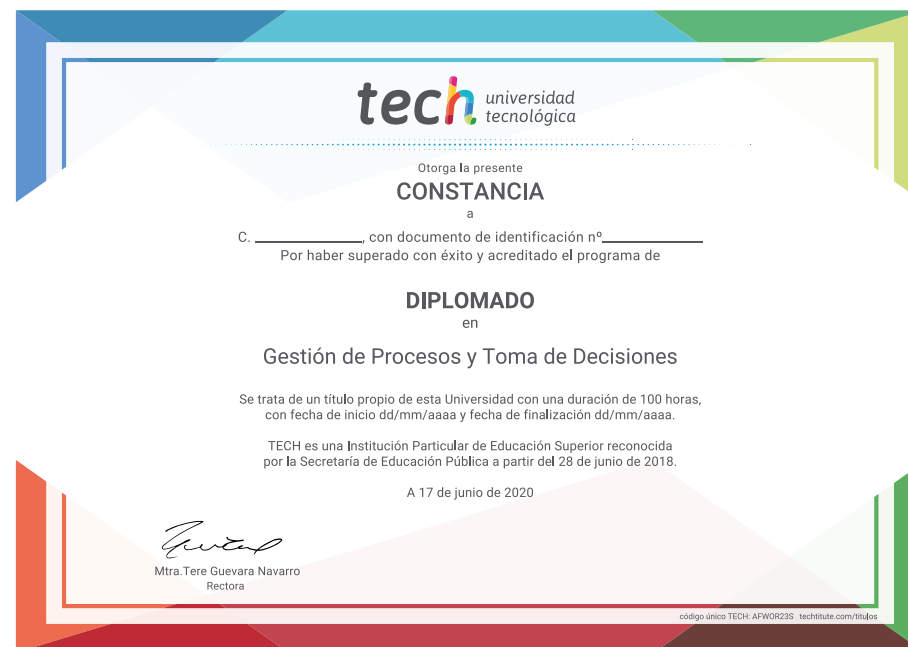 tech universidad
tecnológica
Otorga la presente
CONSTANCIA
a
C. ____________, con documento de identificación nº____________
Por haber superado con éxito y acreditado el programa de
DIPLOMADO
en
Gestión de Procesos y Toma de Decisiones
Se trata de un título propio de esta Universidad con una duración de 100 horas,
con fecha de inicio dd/mm/aaaa y fecha de finalización dd/mm/aaaa.
TECH es una Institución Particular de Educación Superior reconocida
por la Secretaría de Educación Pública a partir del 28 de junio de 2018.
A 17 de junio de 2020
Mtra.Tere Guevara Navarro
Rectora
código único TECH: AFWOR23S techtitute.com/titulos